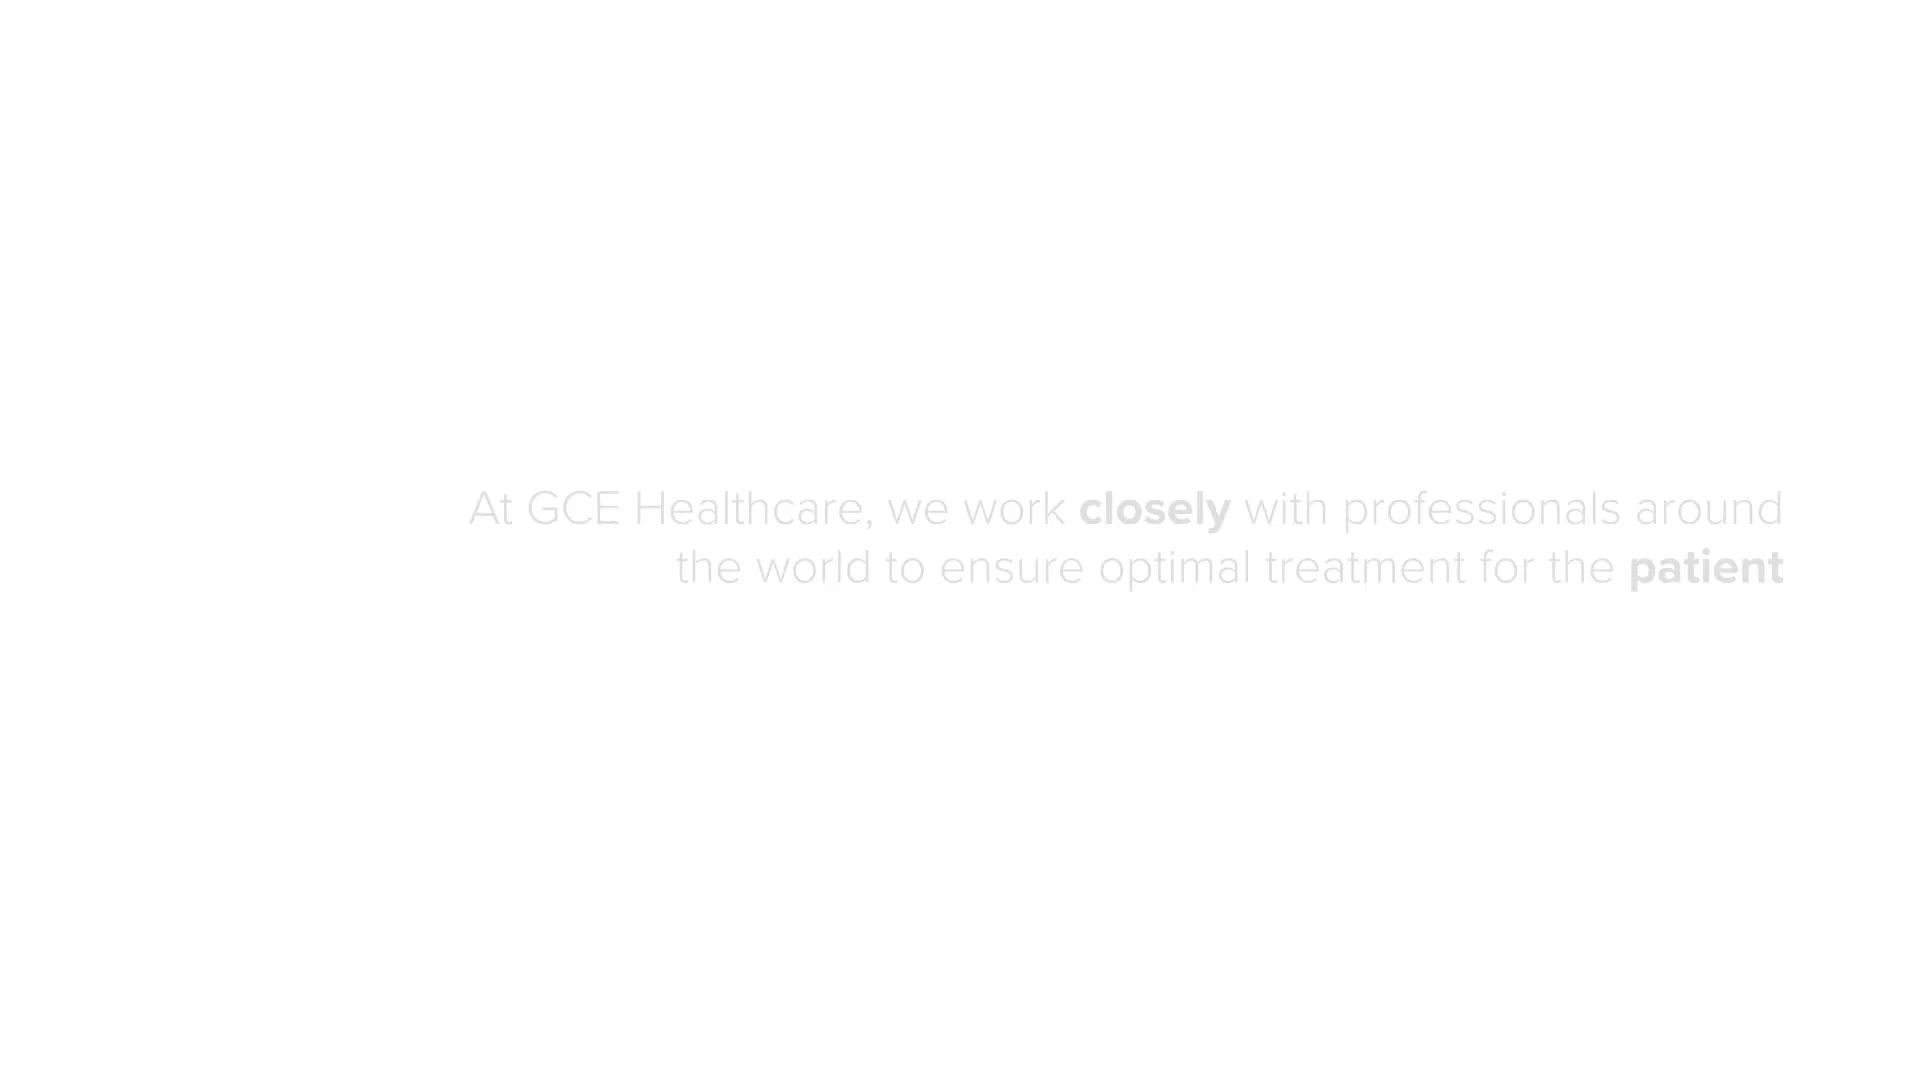 At GCE Healthcare, we work closely with professionals around
the world to ensure optimal treatment for the patient